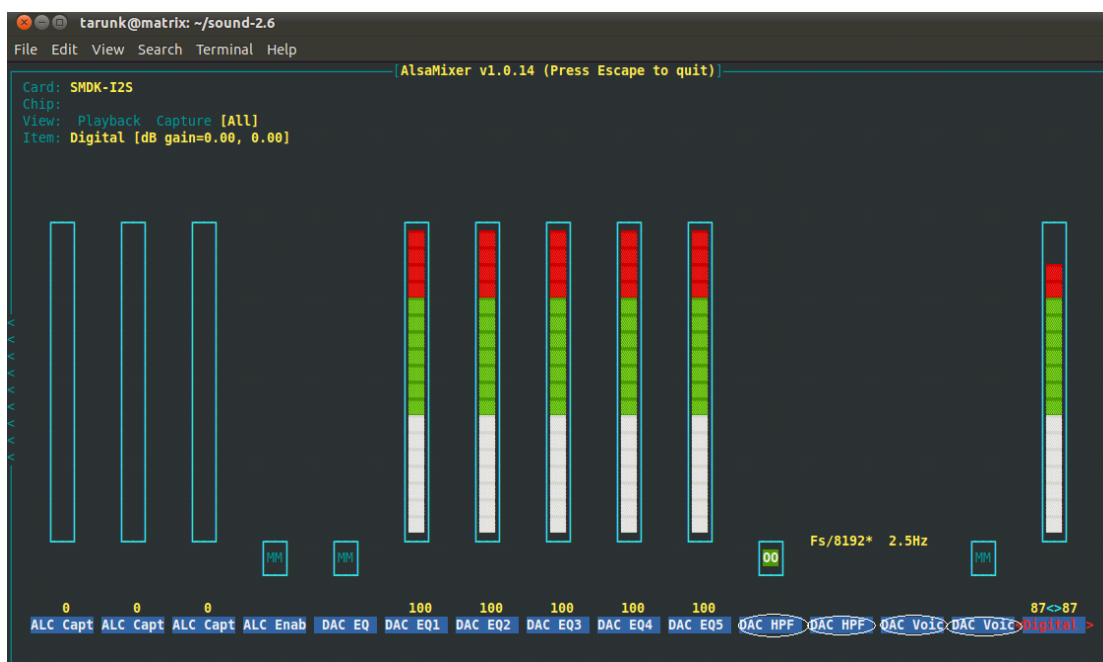 tarunk@matrix: ~/sound-2.6
File Edit View Search Terminal Help
[AlsaMixer v1.0.14 (Press Escape to quit)]
Card: SMDK-I2S
Chip:
View: Playback Capture [All]
Item: Digital [dB gain=0.00, 0.00]
<
<
<
<
<
<
<
<
<
MM MM OO Fs/8192* 2.5Hz MM
0 0 0 100 100 100 100 100 87<>87
ALC Capt ALC Capt ALC Capt ALC Enab DAC EQ DAC EQ1 DAC EQ2 DAC EQ3 DAC EQ4 DAC EQ5 DAC HPF DAC HPF DAC Voic DAC Voic <Digital >